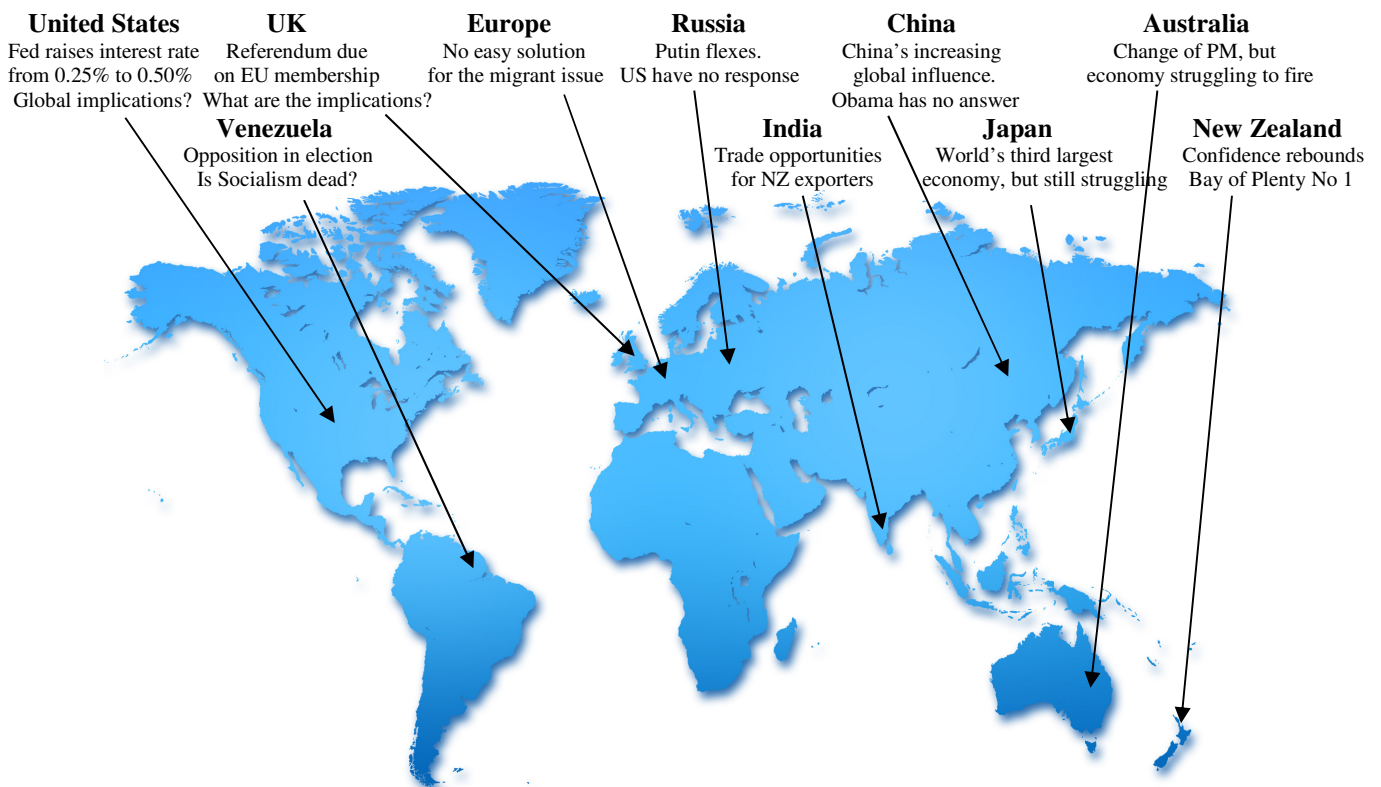 United States
Fed raises interest rate
from 0.25% to 0.50%
Global implications?
UK
Referendum due
on EU membership
What are the implications?
Europe
No easy solution
for the migrant issue
Russia
Putin flexes.
US have no response
China
China’s increasing
global influence.
Obama has no answer
Australia
Change of PM, but
economy struggling to fire
Venezuela
Opposition in election
Is Socialism dead?
India
Trade opportunities
for NZ exporters
Japan
World’s third largest
economy, but still struggling
New Zealand
Confidence rebounds
Bay of Plenty No 1